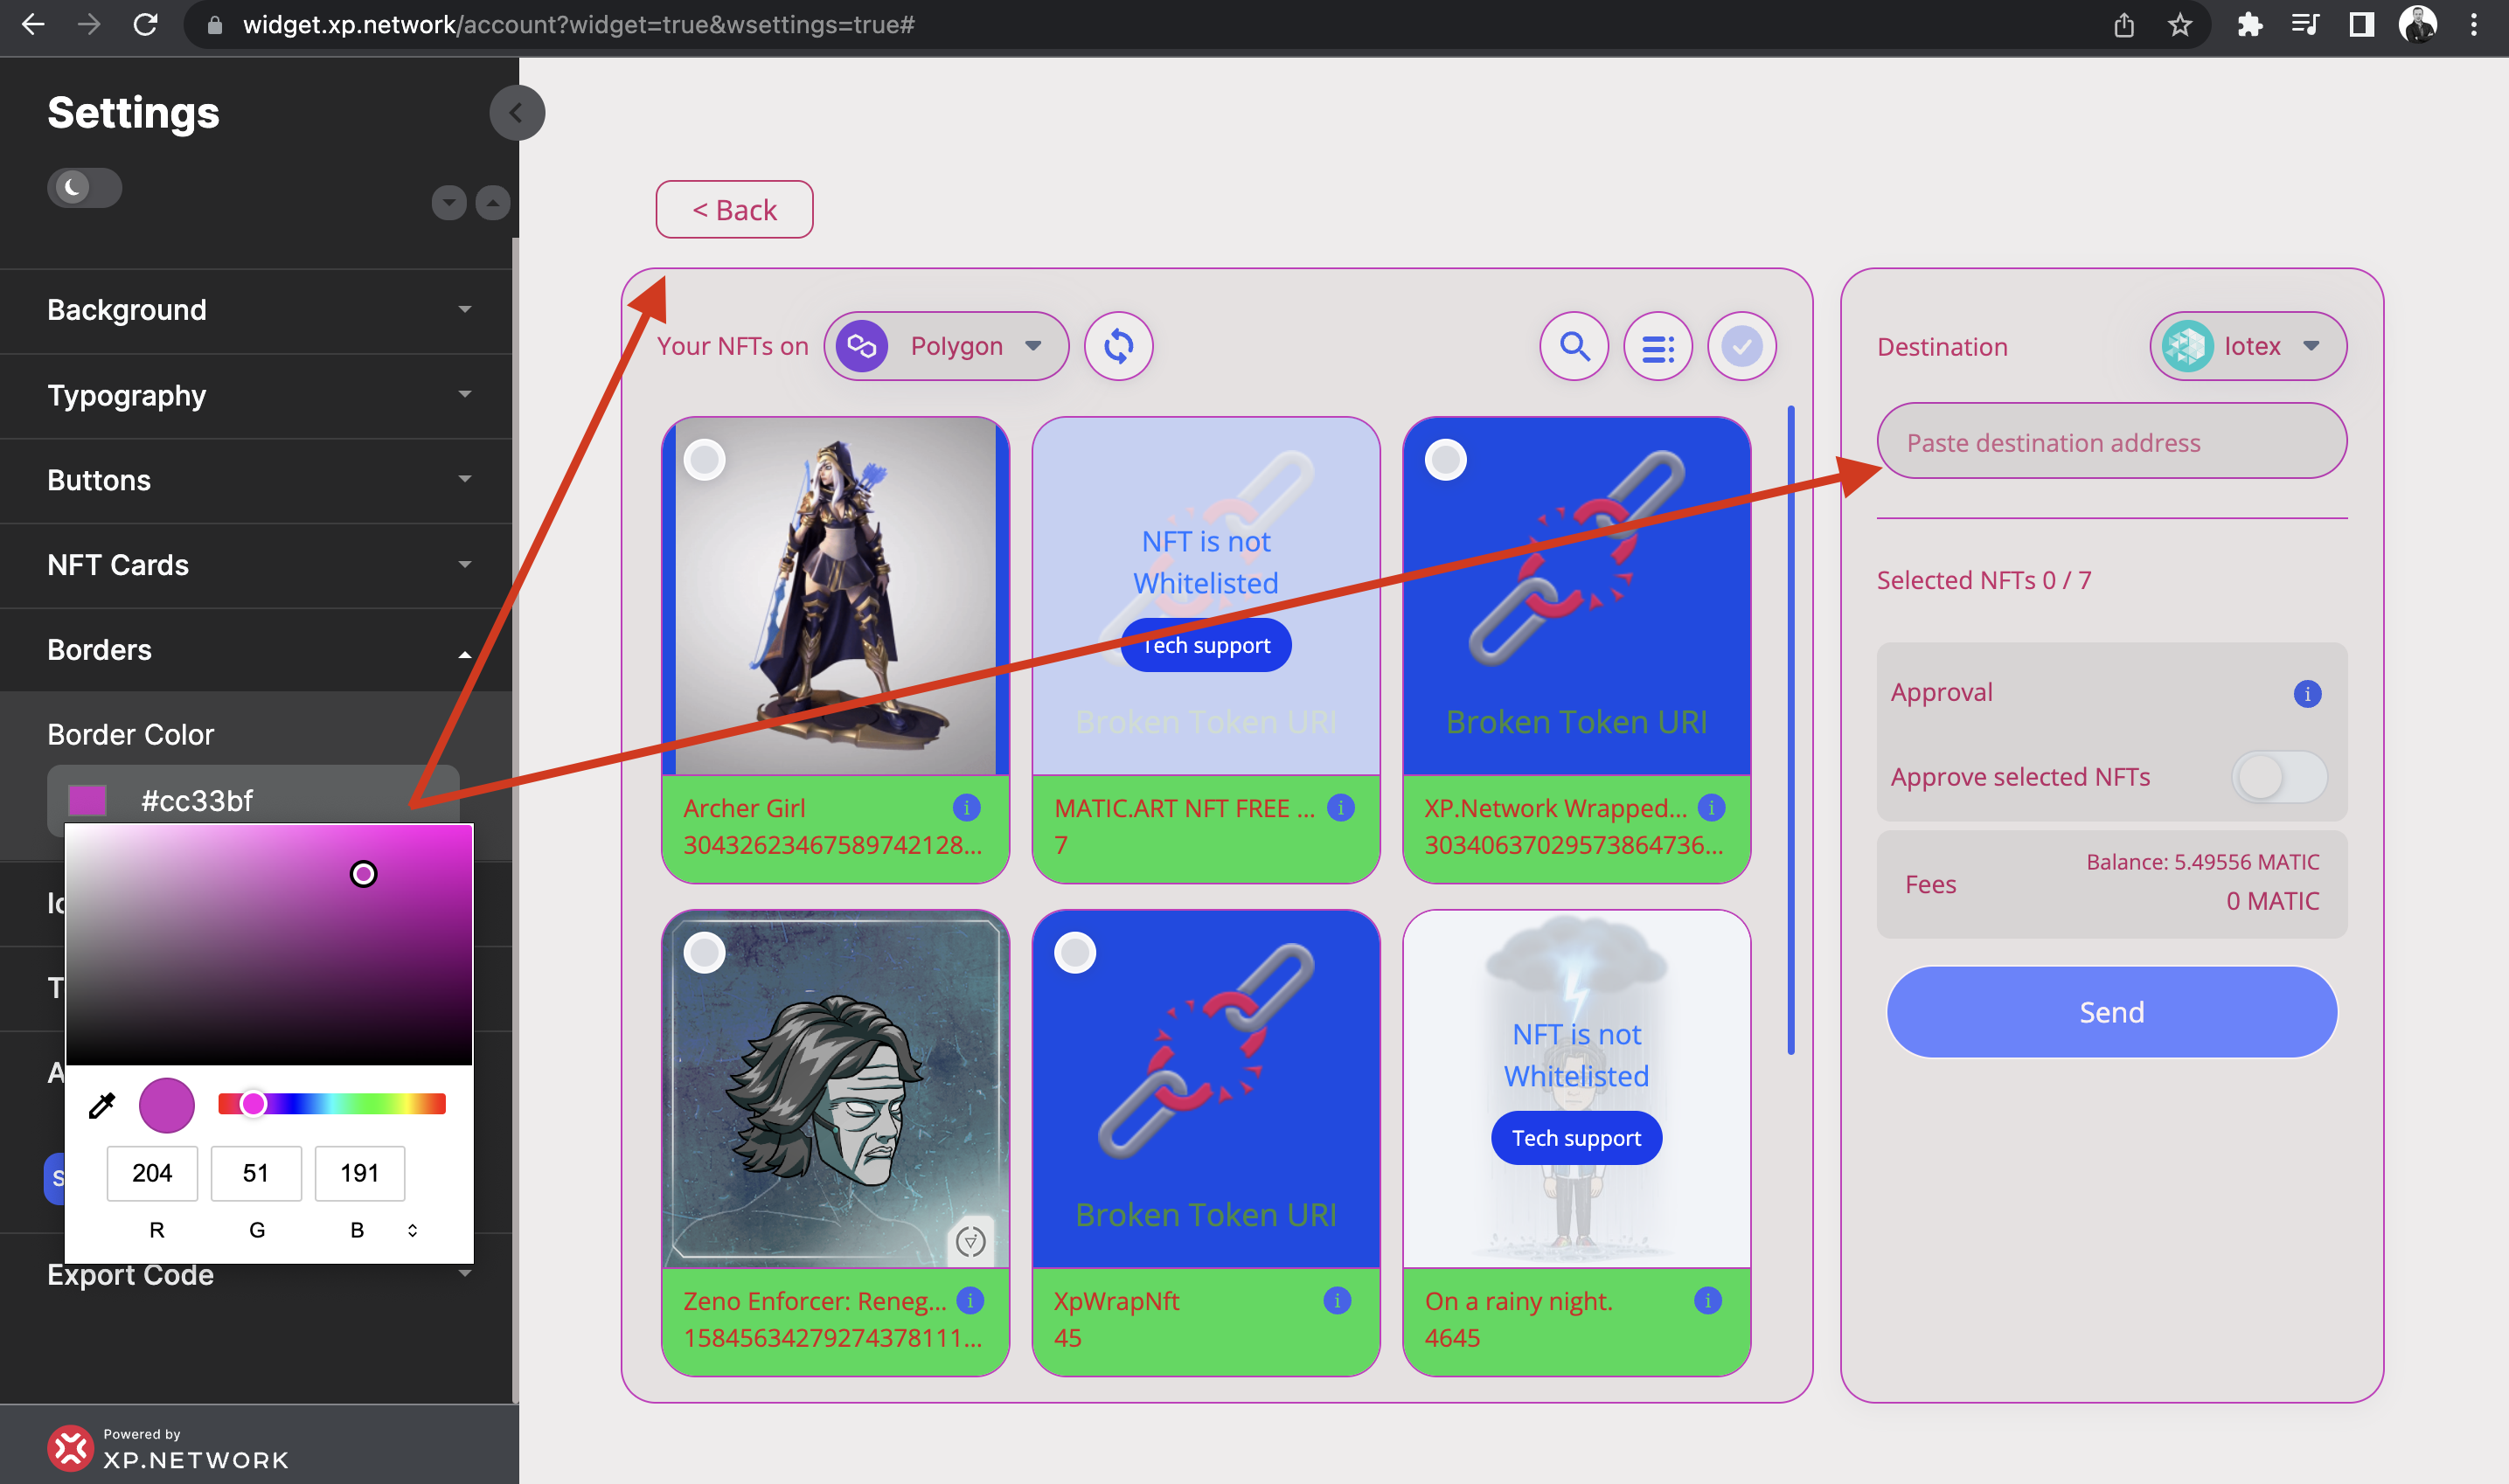 widget.xp.network/account?widget=true&wsettings=true#
Settings
Background
Typography
Buttons
NFT Cards
Borders
Border Color
#cc33bf
204
51
191
R
G
B
Export Code
Powered by
XP.NETWORK
< Back
Your NFTs on
Polygon
NFT is not
Whitelisted
Tech support
Broken Token URI
Broken Token URI
Archer Girl
30432623467589742128...
MATIC.ART NFT FREE ...
7
XP.Network Wrapped...
30340637029573864736...
Broken Token URI
NFT is not
Whitelisted
Tech support
Zeno Enforcer: Reneg...
15845634279274378111...
XpWrapNft
45
On a rainy night.
4645
Destination
Iotex
Paste destination address
Selected NFTs 0 / 7
Approval
Approve selected NFTs
Fees
Balance: 5.49556 MATIC
0 MATIC
Send